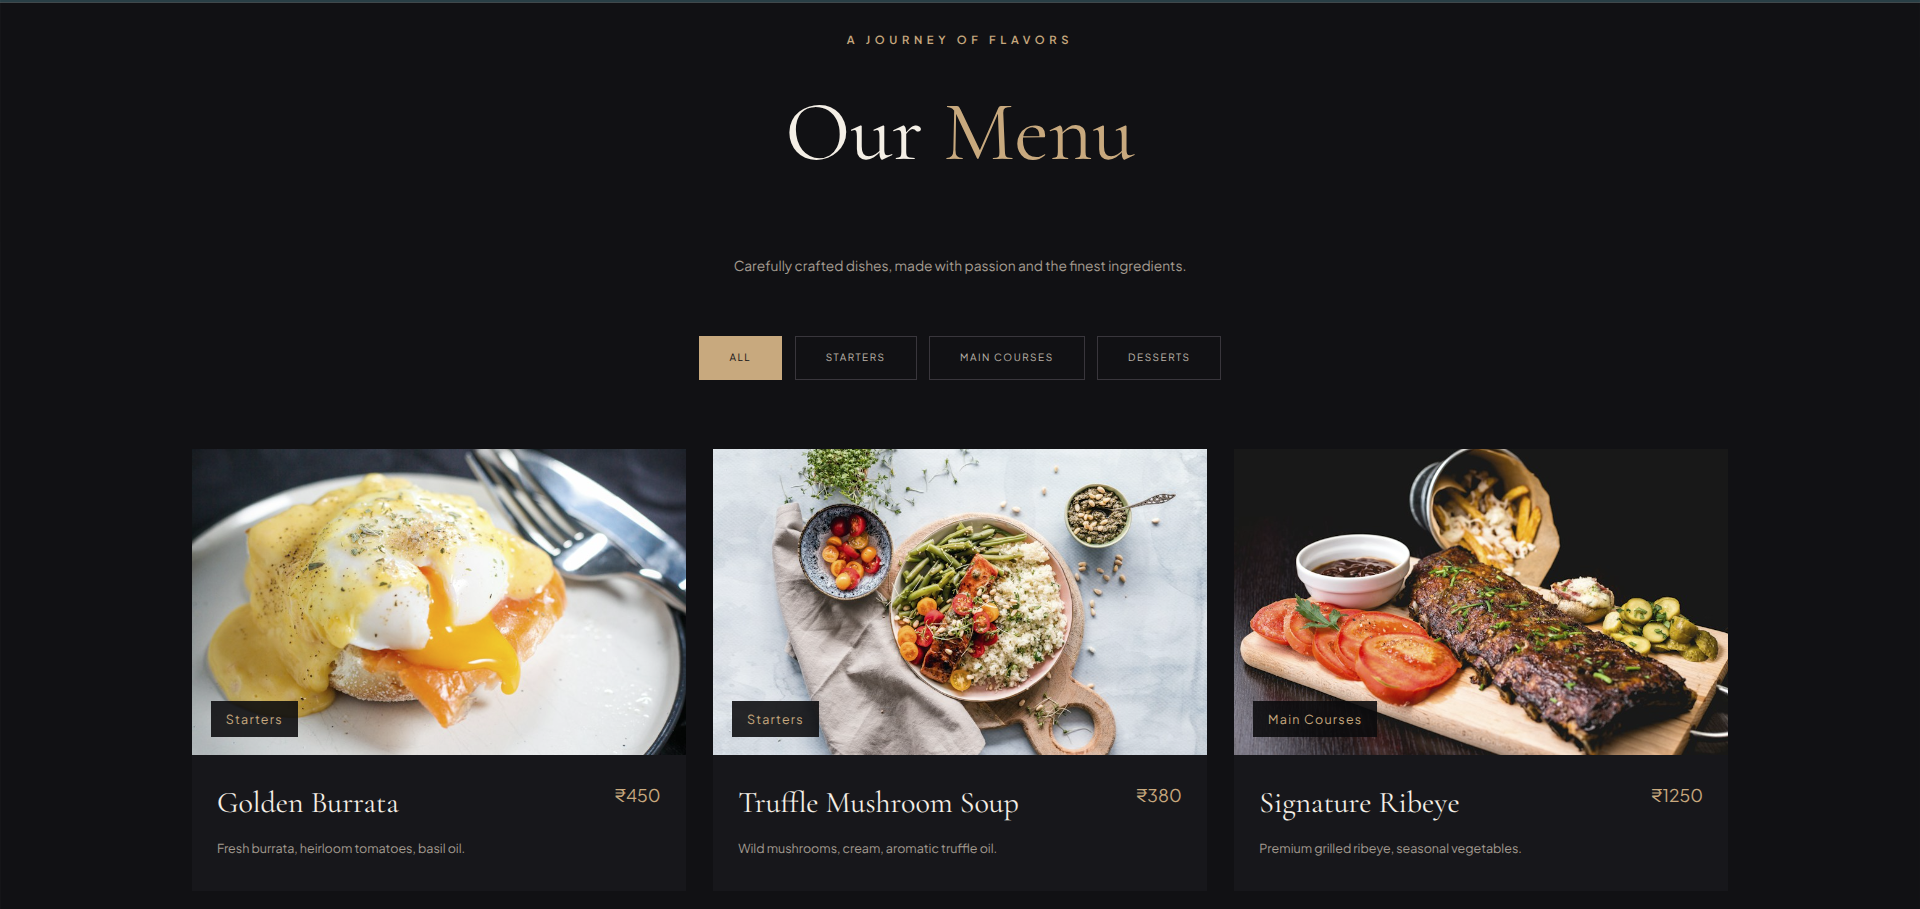 A JOURNEY OF FLAVORS
Our Menu
Carefully crafted dishes, made with passion and the finest ingredients.
ALL
STARTERS
MAIN COURSES
DESSERTS
Starters
Starters
Main Courses
Golden Burrata
₹450
Fresh burrata, heirloom tomatoes, basil oil.
Truffle Mushroom Soup
₹380
Wild mushrooms, cream, aromatic truffle oil.
Signature Ribeye
₹1250
Premium grilled ribeye, seasonal vegetables.